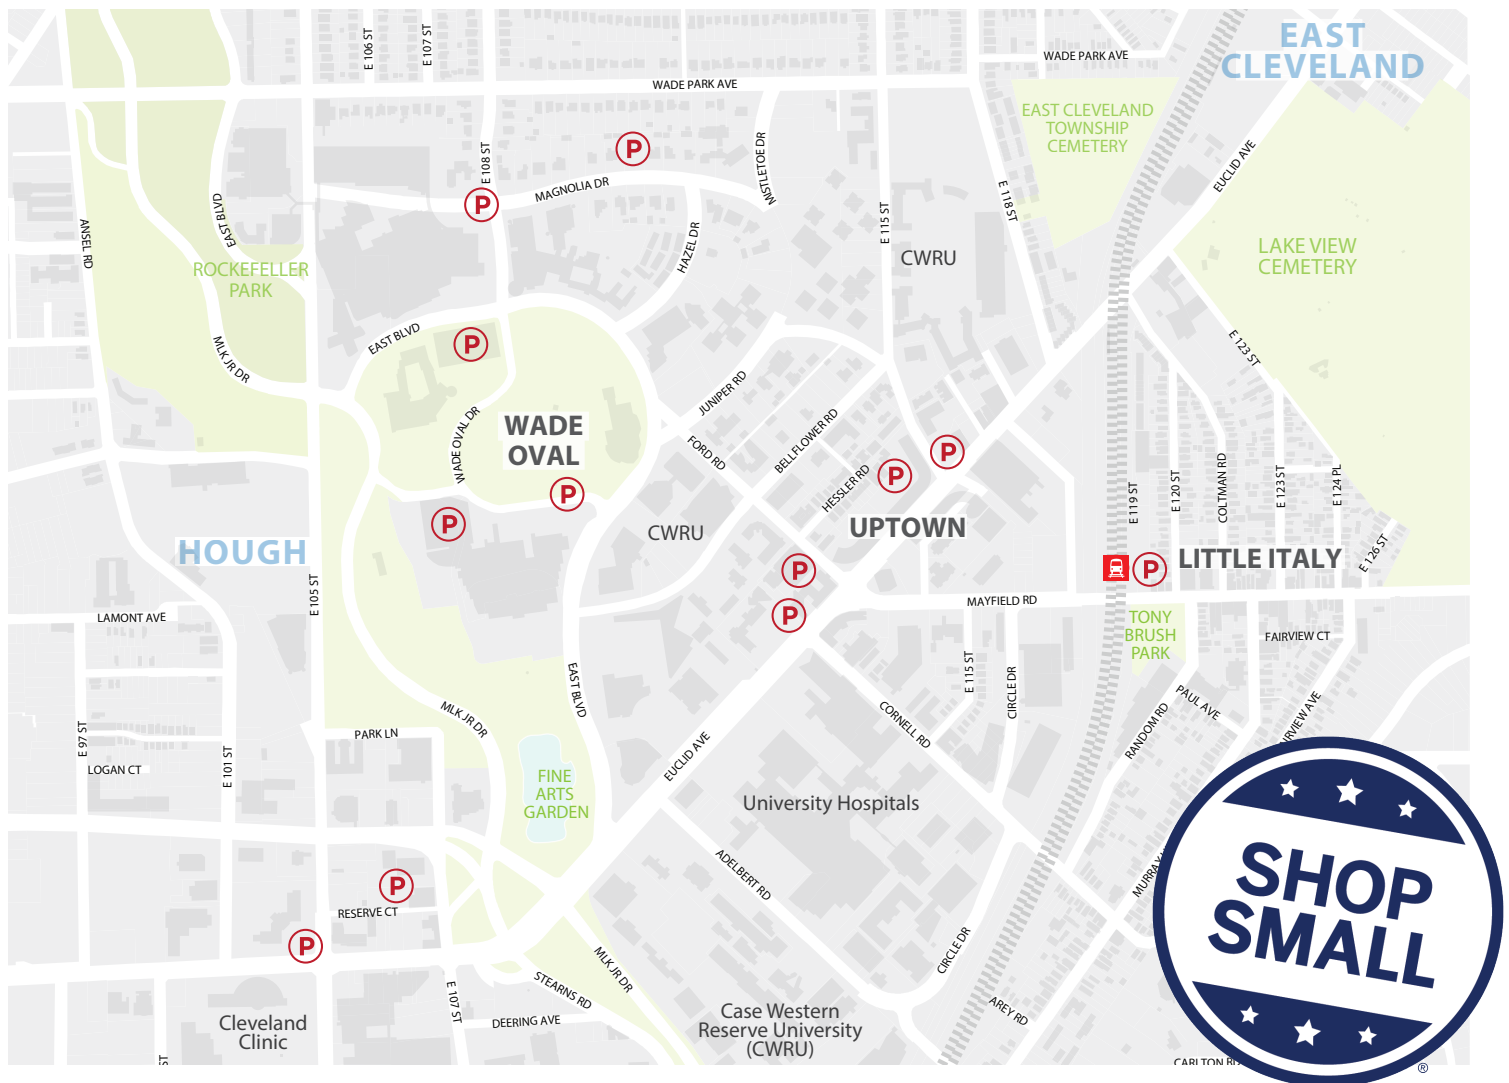 E 106 ST
E 107 ST
EAST
CLEVELAND
WADE PARK AVE
WADE PARK AVE
EAST CLEVELAND
TOWNSHIP
CEMETERY
EUCLID AVE
E 108 ST
P
MISTLETOE DR
MAGNOLIA DR
P
E 118 ST
EAST BLVD
ANSEL RD
E 115 ST
HAZEL DR
CWRU
LAKE VIEW
CEMETERY
ROCKEFELLER
PARK
EAST BLVD
P
MLK JR DR
E 123 ST
JUNIPER RD
WADE OVAL DR
WADE
OVAL
FORD RD
BELLFLOWER RD
P
HESSLER RD
P
P
E 119 ST
E 120 ST
COLTMAN RD
E 123 ST
E 124 PL
P
CWRU
UPTOWN
HOUGH
E 126 ST
LITTLE ITALY
P
P
E 105 ST
MAYFIELD RD
P
LAMONT AVE
TONY
BRUSH
PARK
FAIRVIEW CT
E 115 ST
CIRCLE DR
EAST BLVD
PAUL AVE
MLK JR DR
CORNELL RD
RANDOM RD
IRVIEW AVE
E 97 ST
PARK LN
E 101 ST
EUCLID AVE
LOGAN CT
FINE
ARTS
GARDEN
University Hospitals
ADELBERT RD
MURRAY
P
RESERVE CT
P
CIRCLE DR
MLK JR DR
STEARNS RD
E 107 ST
AREY RD
DEERING AVE
Cleveland
Clinic
Case Western
Reserve University
(CWRU)
ST
CARLTON RD
SHOP
SMALL
®